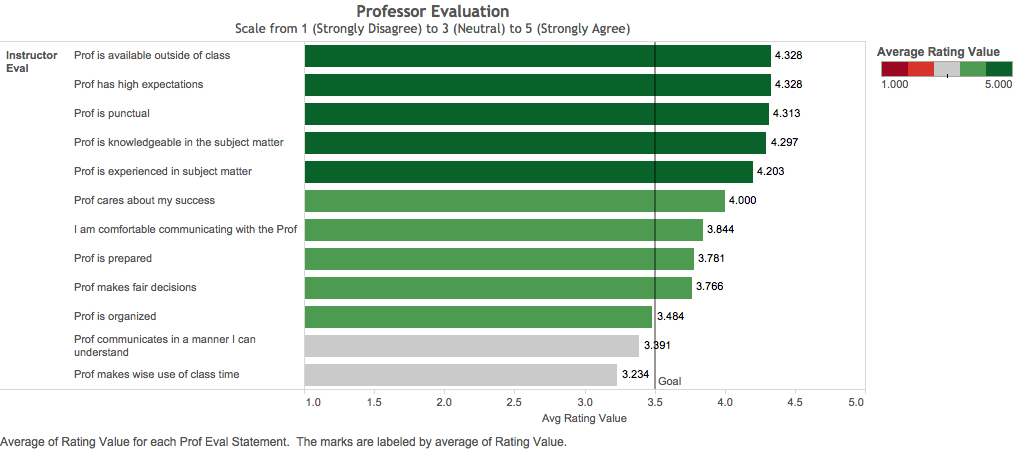 Professor Evaluation
Scale from 1 (Strongly Disagree) to 3 (Neutral) to 5 (Strongly Agree)
Instructor
Eval
Prof is available outside of class
4.328
Prof has high expectations
4.328
Prof is punctual
4.313
Prof is knowledgeable in the subject matter
4.297
Prof is experienced in subject matter
4.203
Prof cares about my success
4.000
I am comfortable communicating with the Prof
3.844
Prof is prepared
3.781
Prof makes fair decisions
3.766
Prof is organized
3.484
Prof communicates in a manner I can
understand
3.391
Prof makes wise use of class time
3.234
Goal
1.0 1.5 2.0 2.5 3.0 3.5 4.0 4.5 5.0
Avg Rating Value
Average Rating Value
1.000 5.000
Average of Rating Value for each Prof Eval Statement.  The marks are labeled by average of Rating Value.